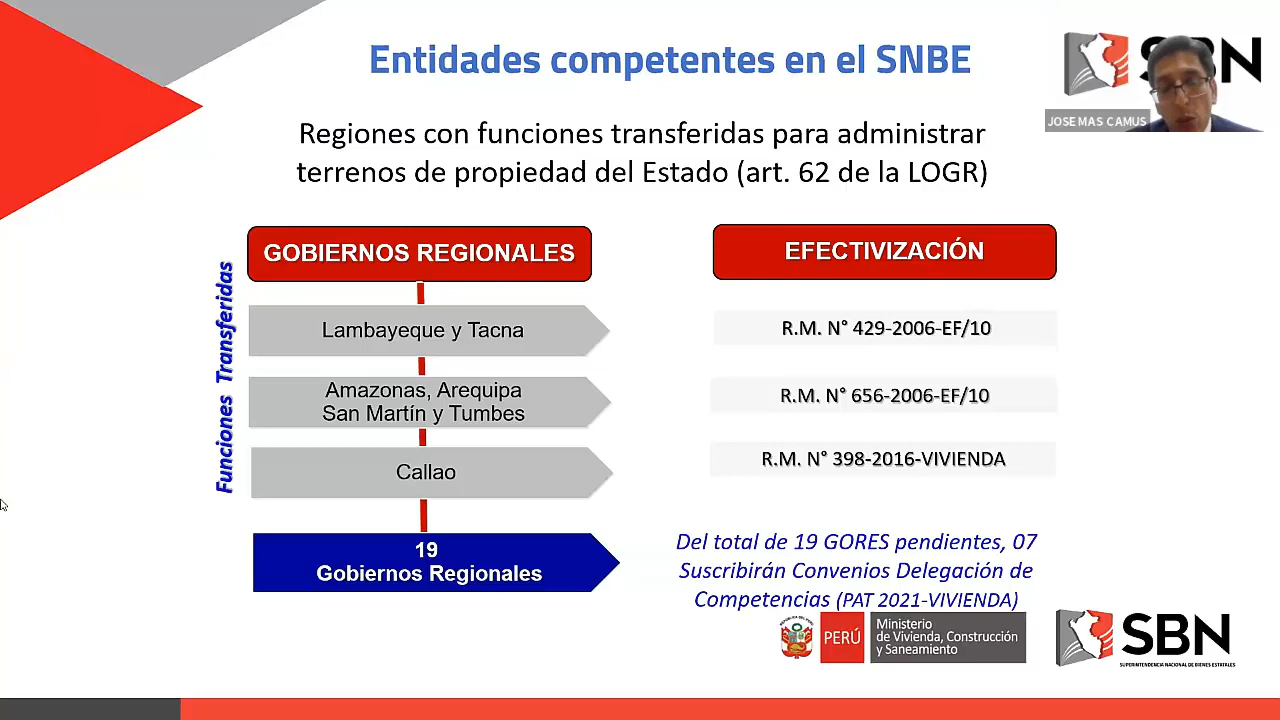 Entidades competentes en el SNBE
SBN
JOSE MAS CAMUS
Regiones con funciones transferidas para administrar
terrenos de propiedad del Estado (art. 62 de la LOGR)
Funciones Transferidas
GOBIERNOS REGIONALES
EFECTIVIZACIÓN
Lambayeque y Tacna
R.M. N° 429-2006-EF/10
Amazonas, Arequipa
San Martín y Tumbes
R.M. N° 656-2006-EF/10
Callao
R.M. N° 398-2016-VIVIENDA
19
Gobiernos Regionales
Del total de 19 GORES pendientes, 07
Suscribirán Convenios Delegación de
Competencias (PAT 2021-VIVIENDA)
REPÚBLICA DEL PERÚ
PERÚ
Ministerio
de Vivienda, Construcción
y Saneamiento
SBN
SUPERINTENDENCIA NACIONAL DE BIENES ESTATALES